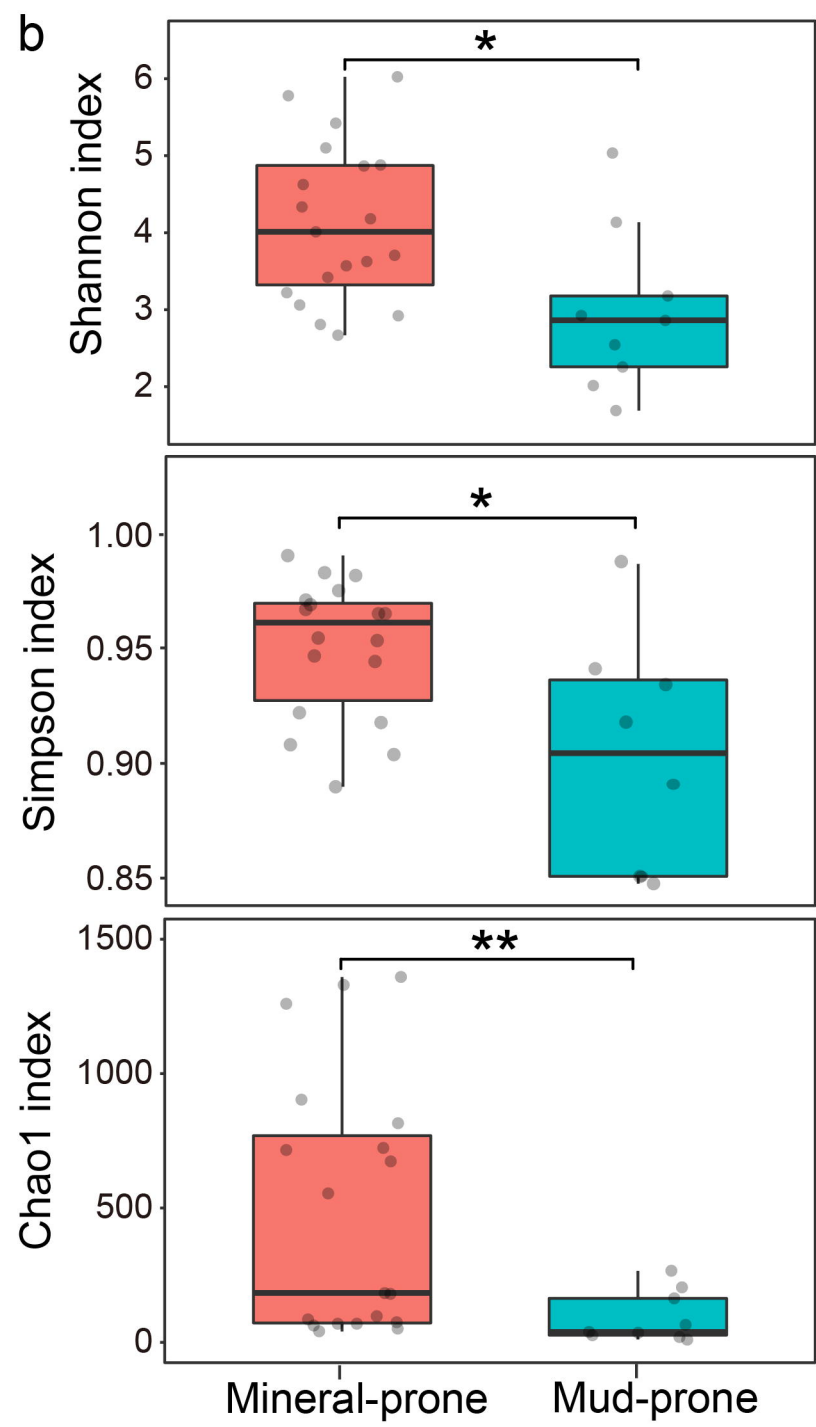 b
Shannon index
6
5
4
3
2
*
Simpson index
1.00
0.95
0.90
0.85
*
Chao1 index
1500
1000
500
0
**
Mineral-prone
Mud-prone